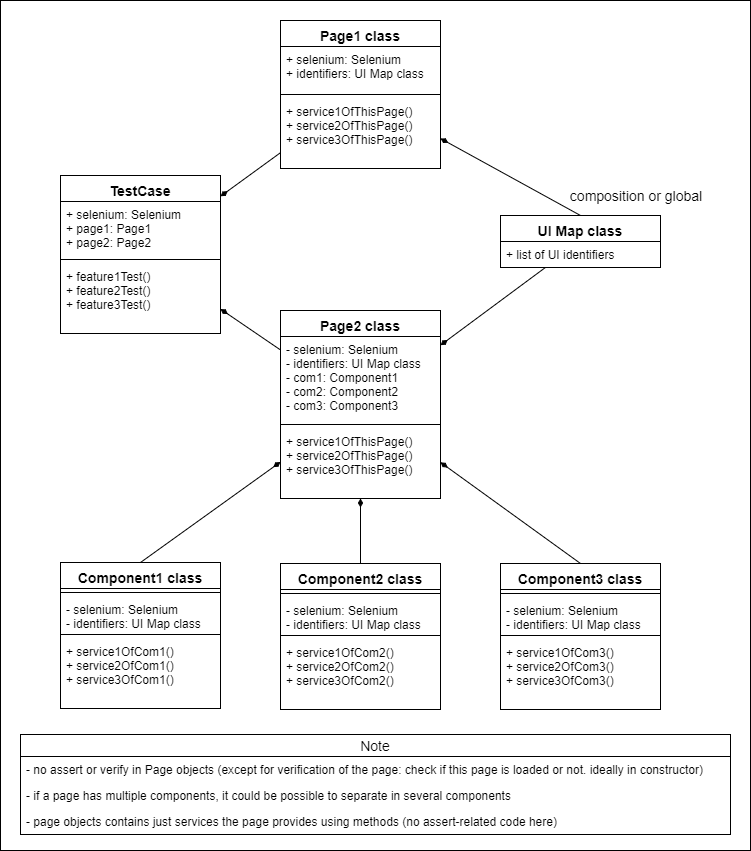 Page1 class
+ selenium: Selenium
+ identifiers: UI Map class
+ service1OfThisPage()
+ service2OfThisPage()
+ service3OfThisPage()
TestCase
+ selenium: Selenium
+ page1: Page1
+ page2: Page2
+ feature1Test()
+ feature2Test()
+ feature3Test()
composition or global
UI Map class
+ list of UI identifiers
Page2 class
- selenium: Selenium
- identifiers: UI Map class
- com1: Component1
- com2: Component2
- com3: Component3
+ service1OfThisPage()
+ service2OfThisPage()
+ service3OfThisPage()
Component1 class
- selenium: Selenium
- identifiers: UI Map class
+ service1OfCom1()
+ service2OfCom1()
+ service3OfCom1()
Component2 class
- selenium: Selenium
- identifiers: UI Map class
+ service1OfCom2()
+ service2OfCom2()
+ service3OfCom2()
Component3 class
- selenium: Selenium
- identifiers: UI Map class
+ service1OfCom3()
+ service2OfCom3()
+ service3OfCom3()
Note
- no assert or verify in Page objects (except for verification of the page: check if this page is loaded or not. ideally in constructor)
- if a page has multiple components, it could be possible to separate in several components
- page objects contains just services the page provides using methods (no assert-related code here)